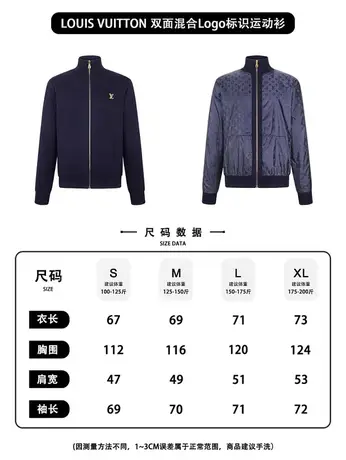 LOUIS VUITTON 双面混合Logo标识运动衫
尺码数据
SIZE DATA
尺码 S M L XL
SIZE 建议体重 建议体重 建议体重 建议体重
100-125斤 125-150斤 150-175斤 175-200斤
衣长 67 69 71 73
胸围 112 116 120 124
肩宽 47 49 51 53
袖长 69 70 71 72
(因测量方法不同，1~3CM误差属于正常范围，商品建议手洗)